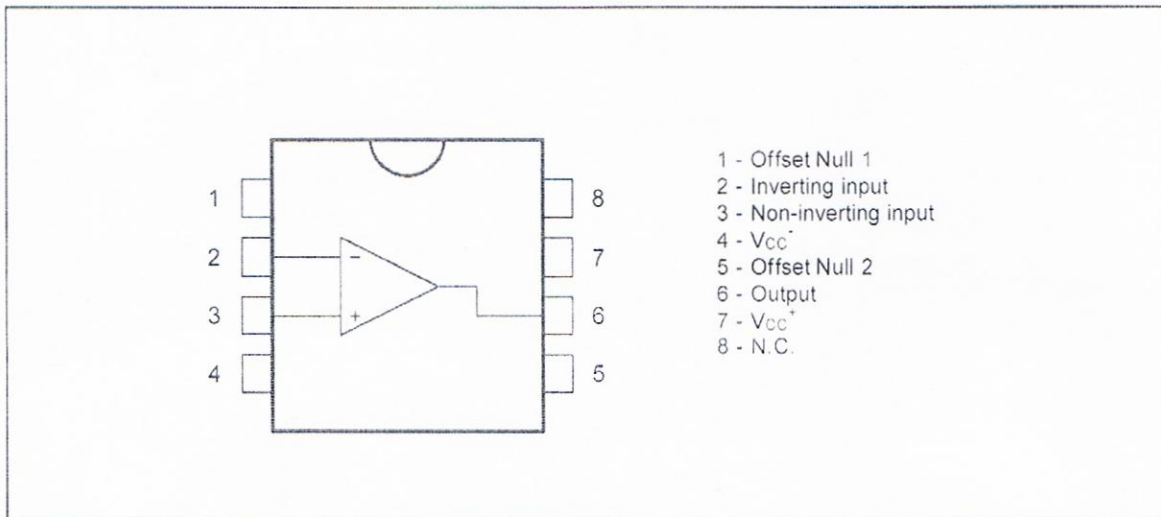 1
2
3
4
8
7
6
5
-
+
1 - Offset Null 1
2 - Inverting input
3 - Non-inverting input
4 - Vcc-
5 - Offset Null 2
6 - Output
7 - Vcc+
8 - N.C.